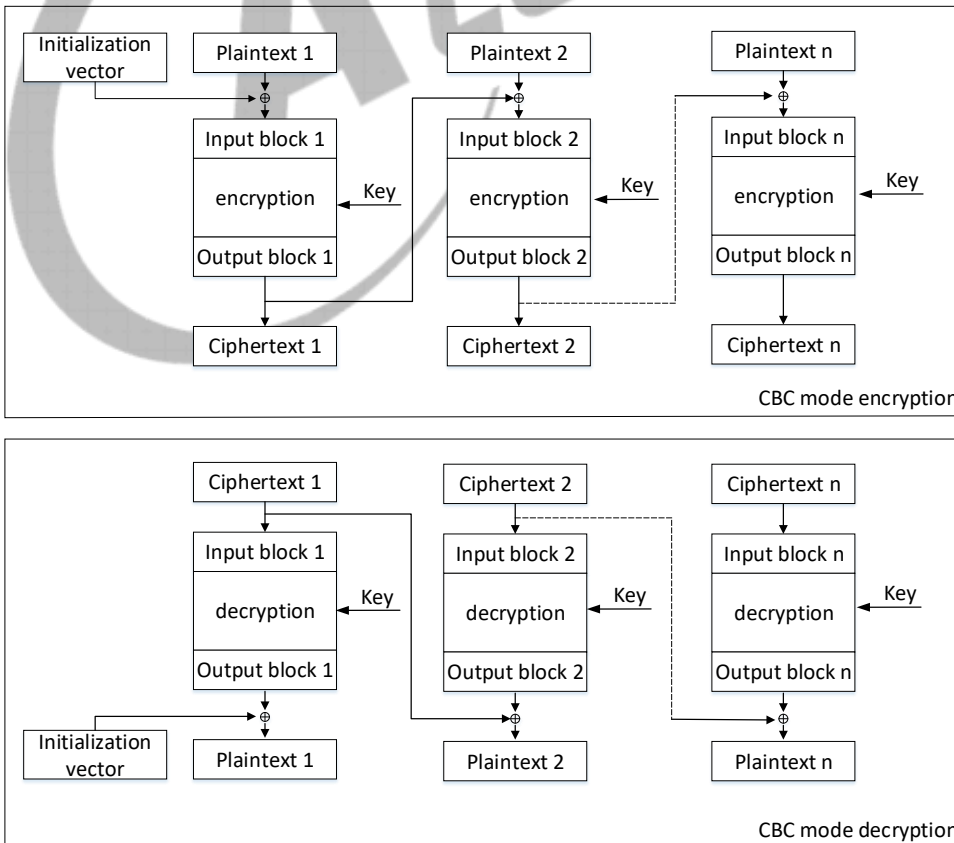 Initialization
vector
Plaintext 1
Plaintext 2
Plaintext n
Input block 1
Input block 2
Input block n
encryption
Key
encryption
Key
encryption
Key
Output block 1
Output block 2
Output block n
Ciphertext 1
Ciphertext 2
Ciphertext n
CBC mode encryption
Ciphertext 1
Ciphertext 2
Ciphertext n
Input block 1
Input block 2
Input block n
decryption
Key
decryption
Key
decryption
Key
Output block 1
Output block 2
Output block n
Initialization
vector
Plaintext 1
Plaintext 2
Plaintext n
CBC mode decryption